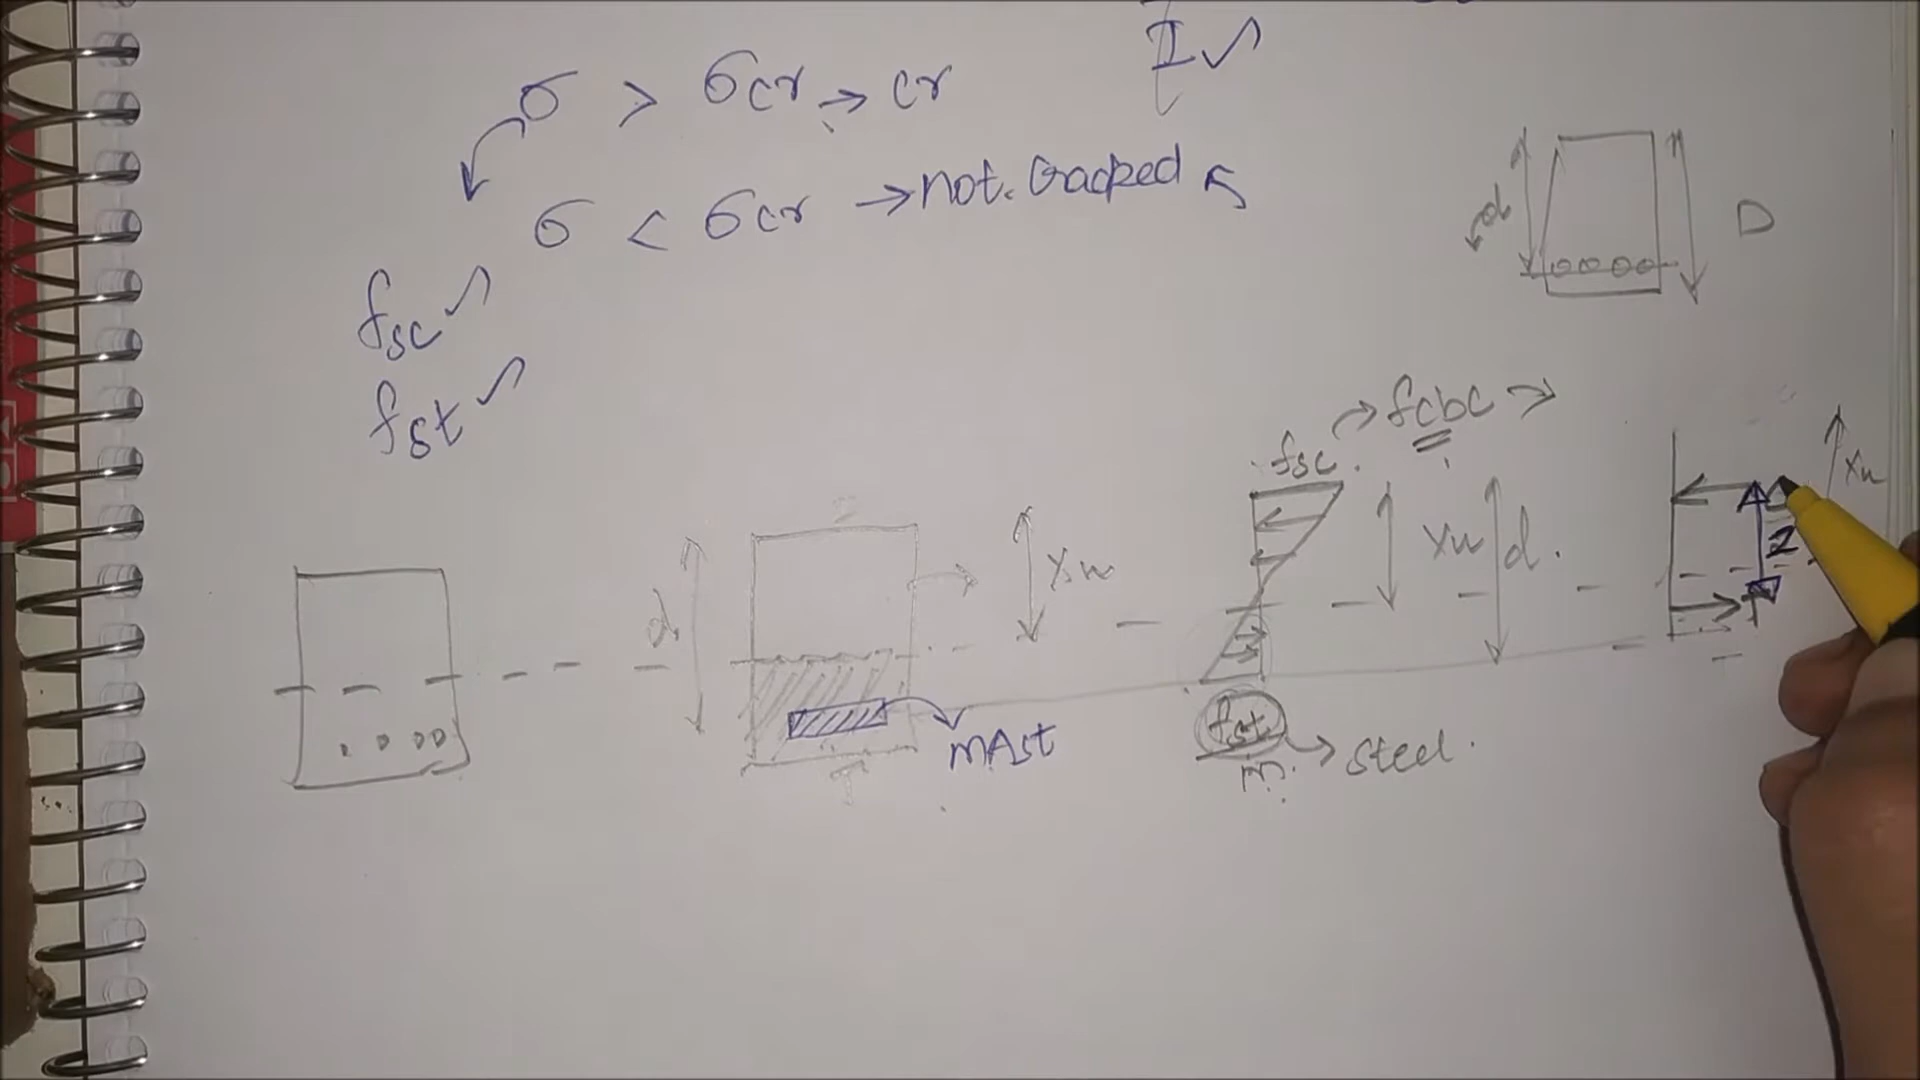 I
σ > σcr → cr
σ < σcr → not. Cracked
d
D
fsc
fst
fsc. → fcbc →
d
Xu
Xu
d.
Z
Xu
T
mAst
fst
m. → Steel.
T